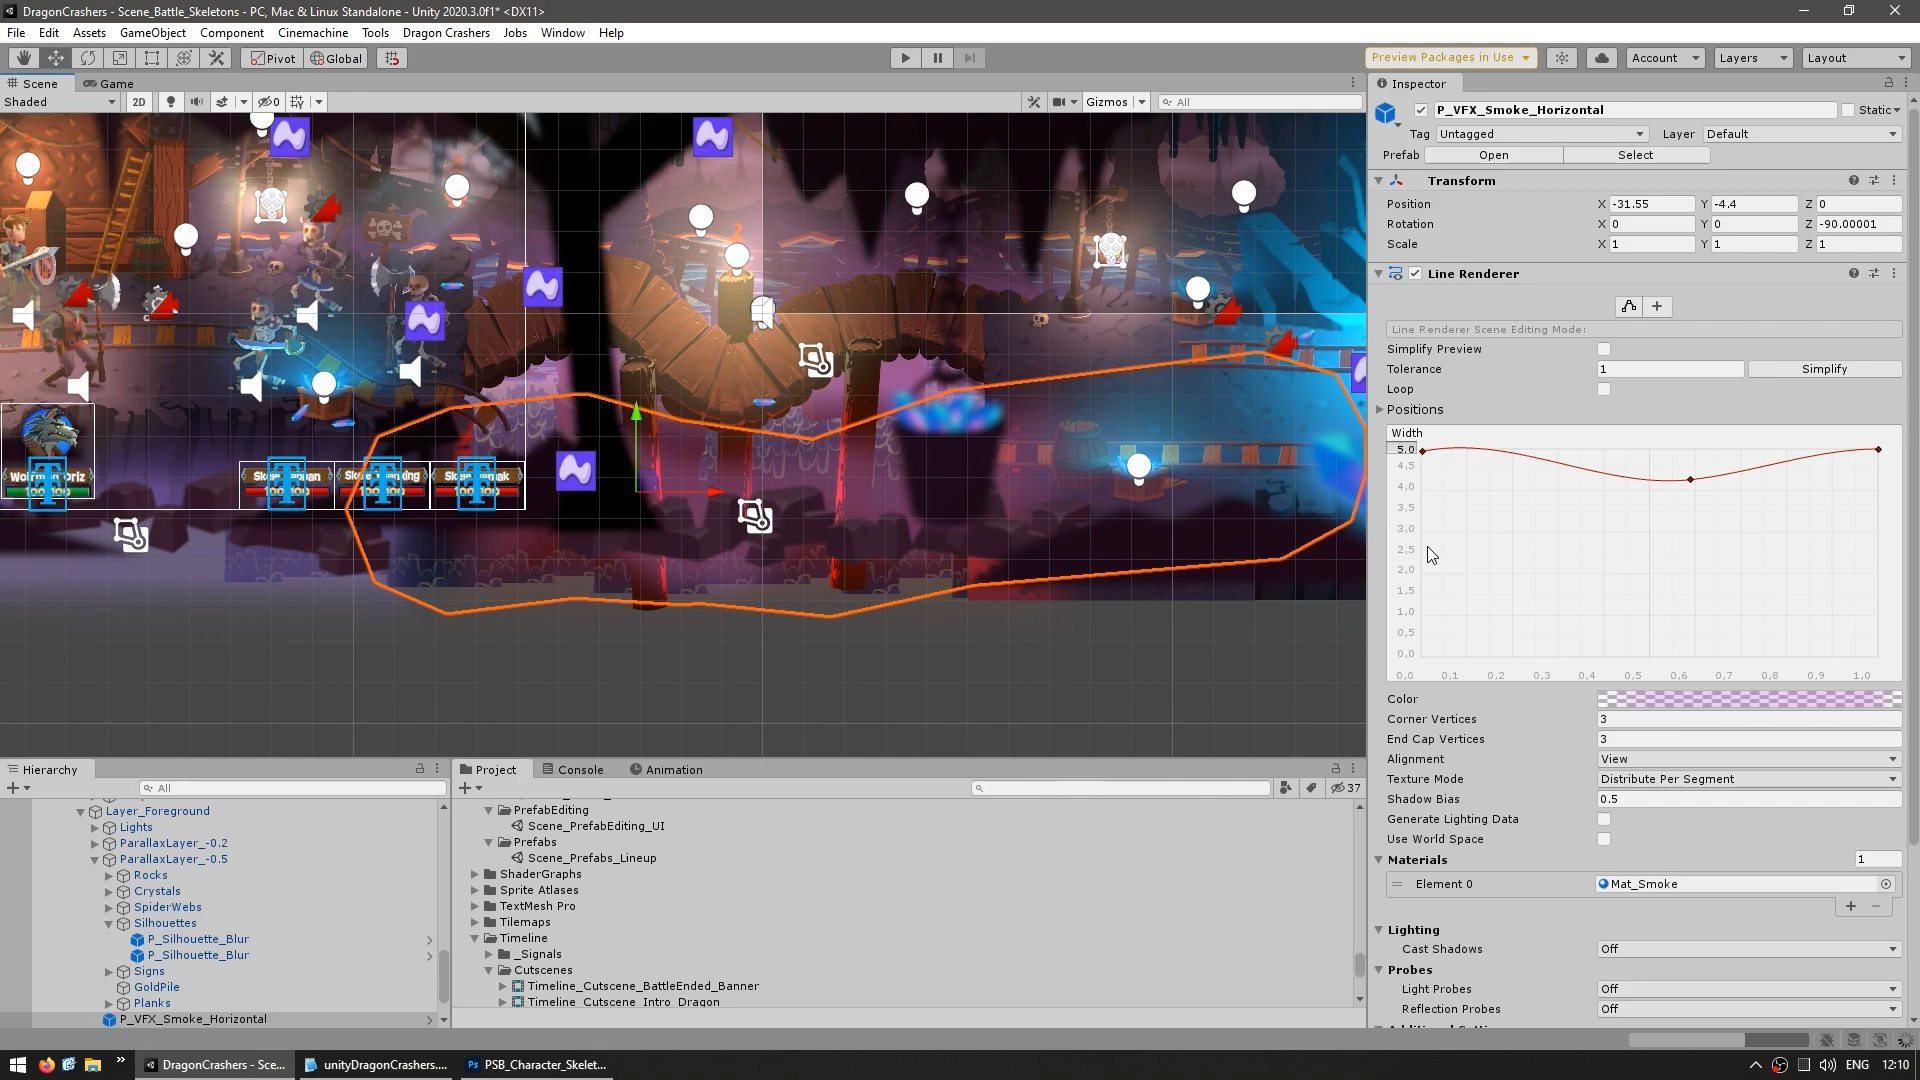 DragonCrashers - Scene_Battle_Skeletons - PC, Mac & Linux Standalone - Unity 2020.3.0f1* <DX11>
File Edit Assets GameObject Component Cinemachine Tools Dragon Crashers Jobs Window Help
Pivot Global
Preview Packages in Use Account Layers Layout
Scene Game
Shaded 2D 0 Gizmos All
Inspector
P_VFX_Smoke_Horizontal Static
Tag Untagged Layer Default
Prefab Open Select
Transform
Position X -31.55 Y -4.4 Z 0
Rotation X 0 Y 0 Z -90.00001
Scale X 1 Y 1 Z 1
Line Renderer
Line Renderer Scene Editing Mode:
Simplify Preview
Tolerance 1 Simplify
Loop
Positions
Width
5.0
4,5
4,0
3,5
3,0
2,5
2,0
1,5
1,0
0,5
0,0
0,0 0,1 0,2 0,3 0,4 0,5 0,6 0,7 0,8 0,9 1,0
Color
Corner Vertices 3
End Cap Vertices 3
Alignment View
Texture Mode Distribute Per Segment
Shadow Bias 0.5
Generate Lighting Data
Use World Space
Materials 1
Element 0 Mat_Smoke
Lighting
Cast Shadows Off
Probes
Light Probes Off
Reflection Probes Off
Hierarchy
All
Layer_Foreground
Lights
ParallaxLayer_-0.2
ParallaxLayer_-0.5
Rocks
Crystals
SpiderWebs
Silhouettes
P_Silhouette_Blur
P_Silhouette_Blur
Signs
GoldPile
Planks
P_VFX_Smoke_Horizontal
Project Console Animation
37
PrefabEditing
Scene_PrefabEditing_UI
Prefabs
Scene_Prefabs_Lineup
ShaderGraphs
Sprite Atlases
TextMesh Pro
Tilemaps
Timeline
_Signals
Cutscenes
Timeline_Cutscene_BattleEnded_Banner
Timeline_Cutscene_Intro_Dragon
DragonCrashers - Sce... unityDragonCrashers.... PSB_Character_Skelet...
ENG 12:10